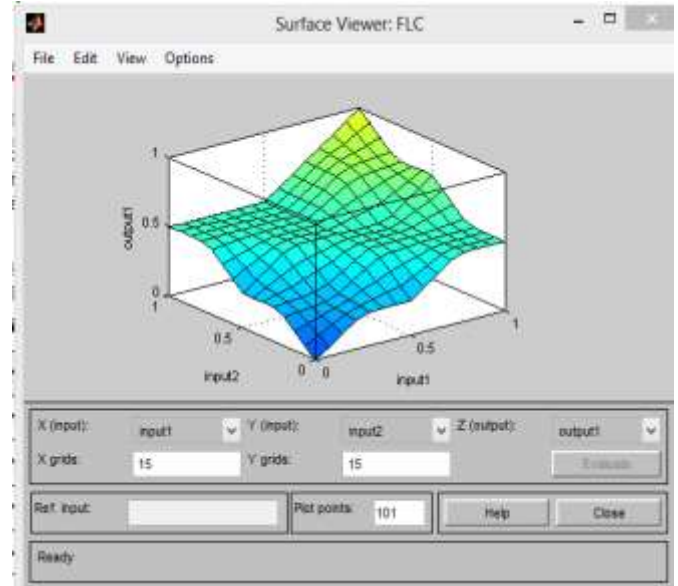 Surface Viewer: FLC
File Edit View Options
1
0.5
0
output1
1
0.5
0
input2
0
0.5
1
input1
X (input): input1 Y (input): input2 Z (output): output1
X grids: 15 Y grids: 15 Evaluate
Ref. input: Plot points: 101 Help Close
Ready